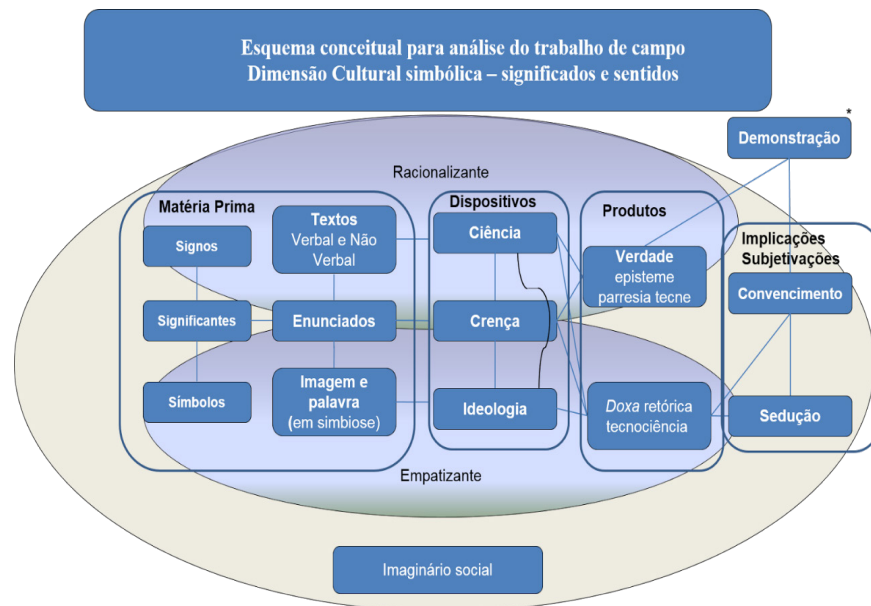 Esquema conceitual para análise do trabalho de campo
Dimensão Cultural simbólica – significados e sentidos
*
Demonstração
Racionalizante
Matéria Prima
Dispositivos
Produtos
Implicações
Subjetivações
Signos
Textos
Verbal e Não
Verbal
Ciência
Verdade
episteme
parresia tecne
Convencimento
Significantes
Enunciados
Crença
Símbolos
Imagem e
palavra
(em simbiose)
Ideologia
Doxa retórica
tecnociência
Sedução
Empatizante
Imaginário social